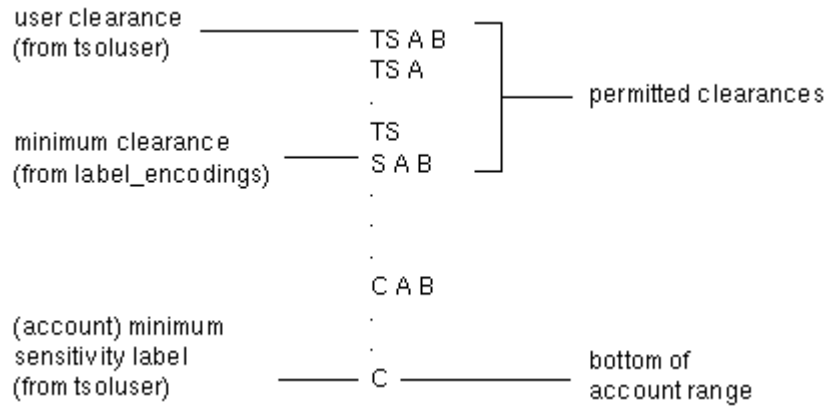 user clearance
(from tsoluser)
TS A B
TS A
.
permitted clearances
TS
minimum clearance
(from label_encodings)
S A B
.
.
.
C A B
.
.
(account) minimum
sensitivity label
(from tsoluser)
C
bottom of
account range